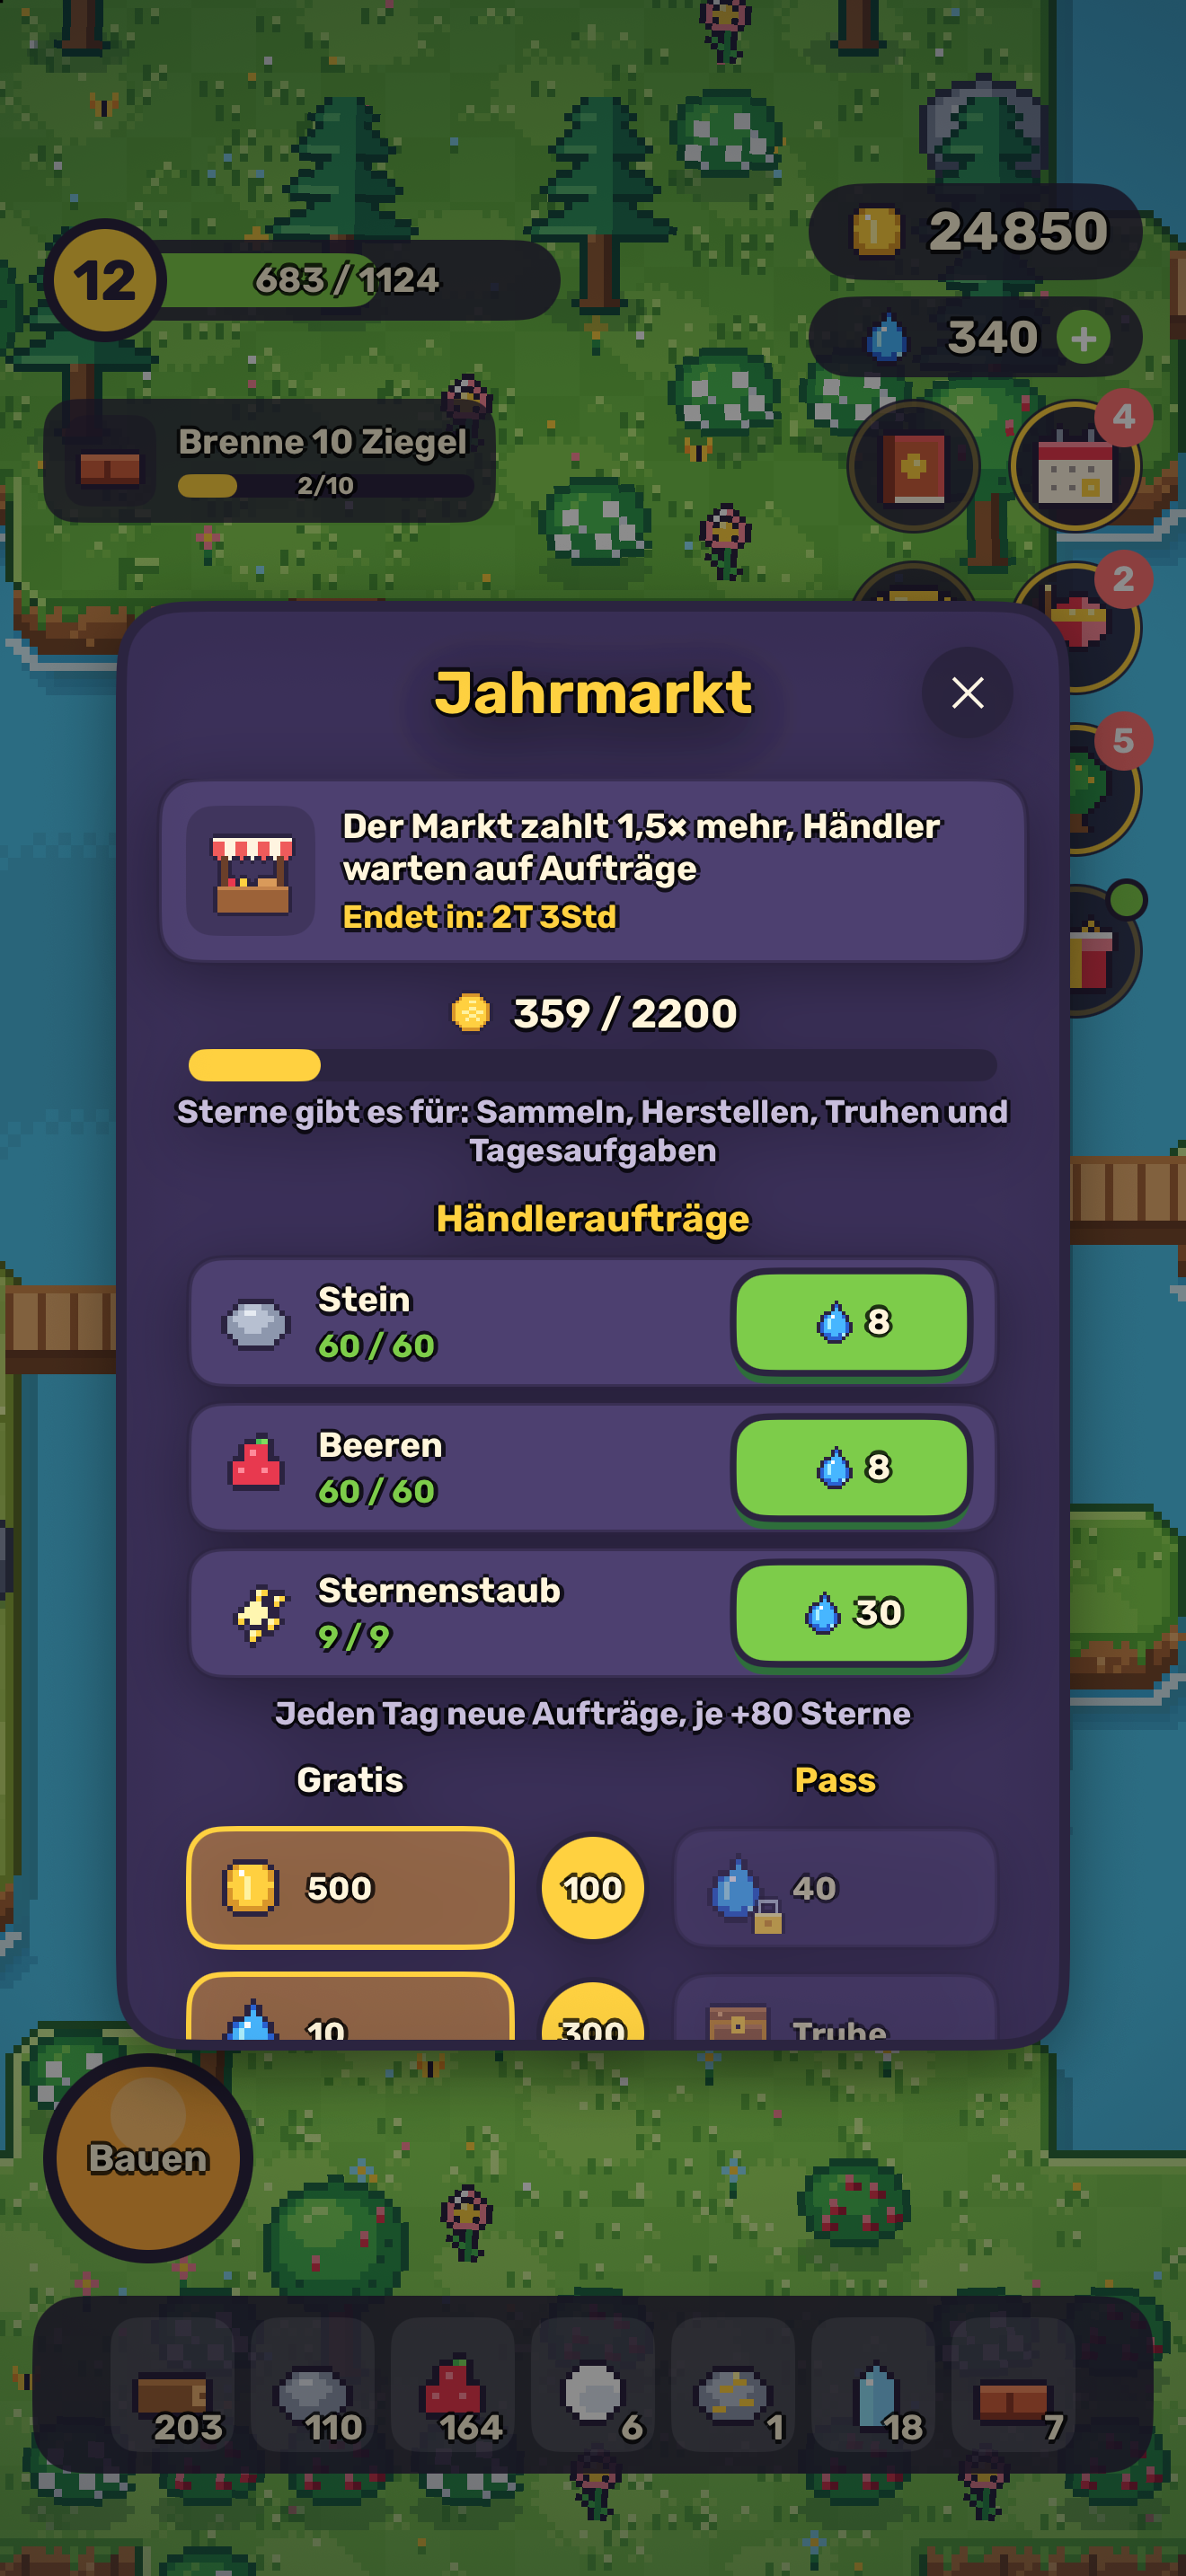 24850
12
683 / 1124
340
+
Brenne 10 Ziegel
2/10
4
2
5
Jahrmarkt
Der Markt zahlt 1,5× mehr, Händler
warten auf Aufträge
Endet in: 2T 3Std
359 / 2200
Sterne gibt es für: Sammeln, Herstellen, Truhen und
Tagesaufgaben
Händleraufträge
Stein
60 / 60
8
Beeren
60 / 60
8
Sternenstaub
9 / 9
30
Jeden Tag neue Aufträge, je +80 Sterne
Gratis
Pass
500
100
40
10
300
Truhe
Bauen
203
110
164
6
1
18
7